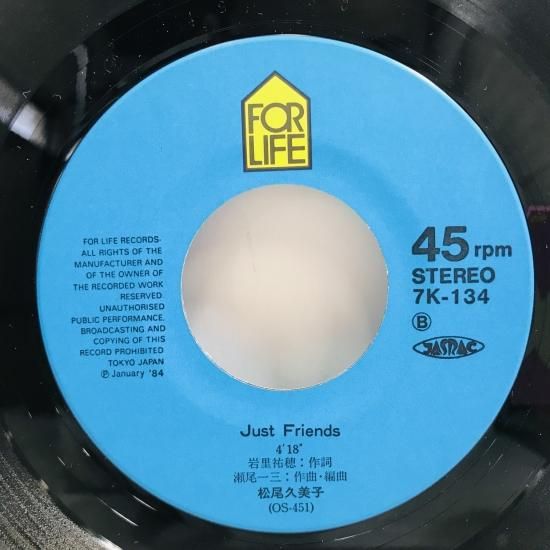 FOR
LIFE
FOR LIFE RECORDS-
ALL RIGHTS OF THE
MANUFACTURER AND
OF THE OWNER OF
THE RECORDED WORK
RESERVED.
UNAUTHORISED
PUBLIC PERFORMANCE.
BROADCASTING AND
COPYING OF THIS
RECORD PROHIBITED
TOKYO JAPAN
Ⓟ January '84
45 rpm
STEREO
7K-134
Ⓑ
JASRAC
Just Friends
4'18"
岩里祐穂：作詞
瀬尾一三：作曲・編曲
松尾久美子
(OS-451)